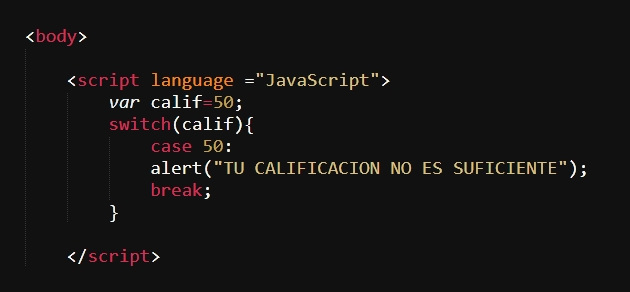 <body>
<script language ="JavaScript">
var calif=50;
switch(calif){
case 50:
alert("TU CALIFICACION NO ES SUFICIENTE");
break;
}
</script>